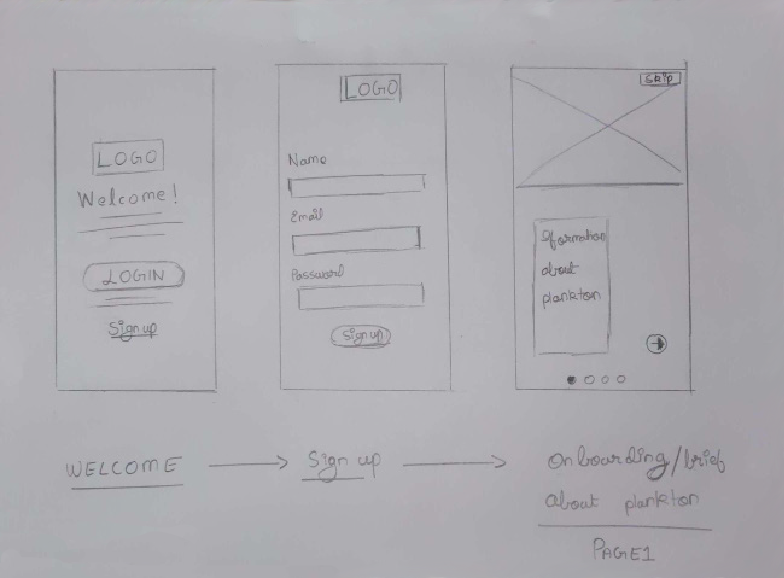 LOGO
Welcome!
LOGIN
Sign up
LOGO
Name
Email
Password
Sign up
Skip
Iformation
about
plankton
WELCOME
Sign up
onboarding/brief
about plankton
PAGE1